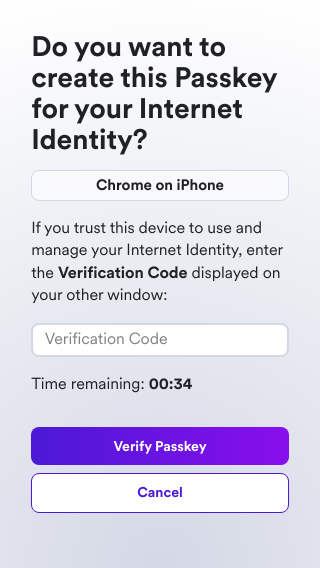 Do you want to
create this Passkey
for your Internet
Identity?
Chrome on iPhone
If you trust this device to use and
manage your Internet Identity, enter
the Verification Code displayed on
your other window:
Verification Code
Time remaining: 00:34
Verify Passkey
Cancel